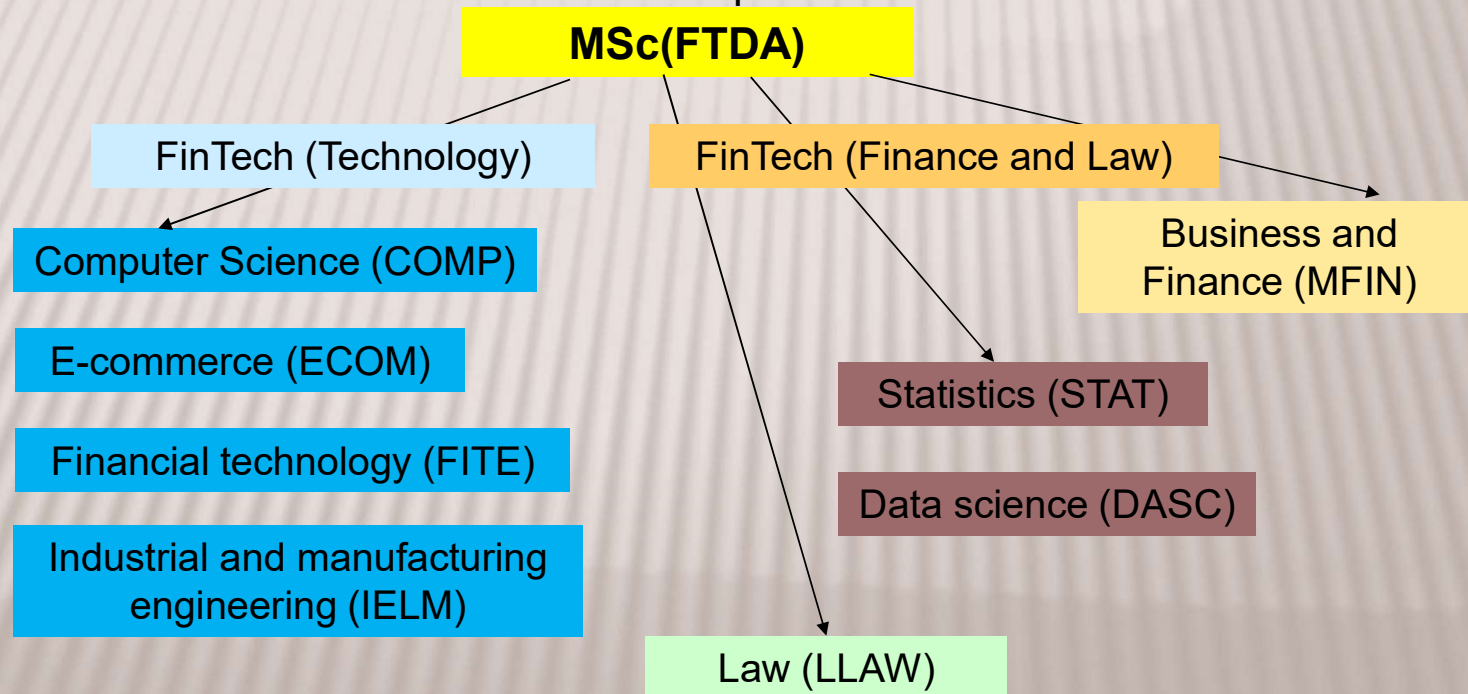 MSc(FTDA)
FinTech (Technology)
FinTech (Finance and Law)
Business and
Finance (MFIN)
Computer Science (COMP)
E-commerce (ECOM)
Statistics (STAT)
Financial technology (FITE)
Data science (DASC)
Industrial and manufacturing
engineering (IELM)
Law (LLAW)